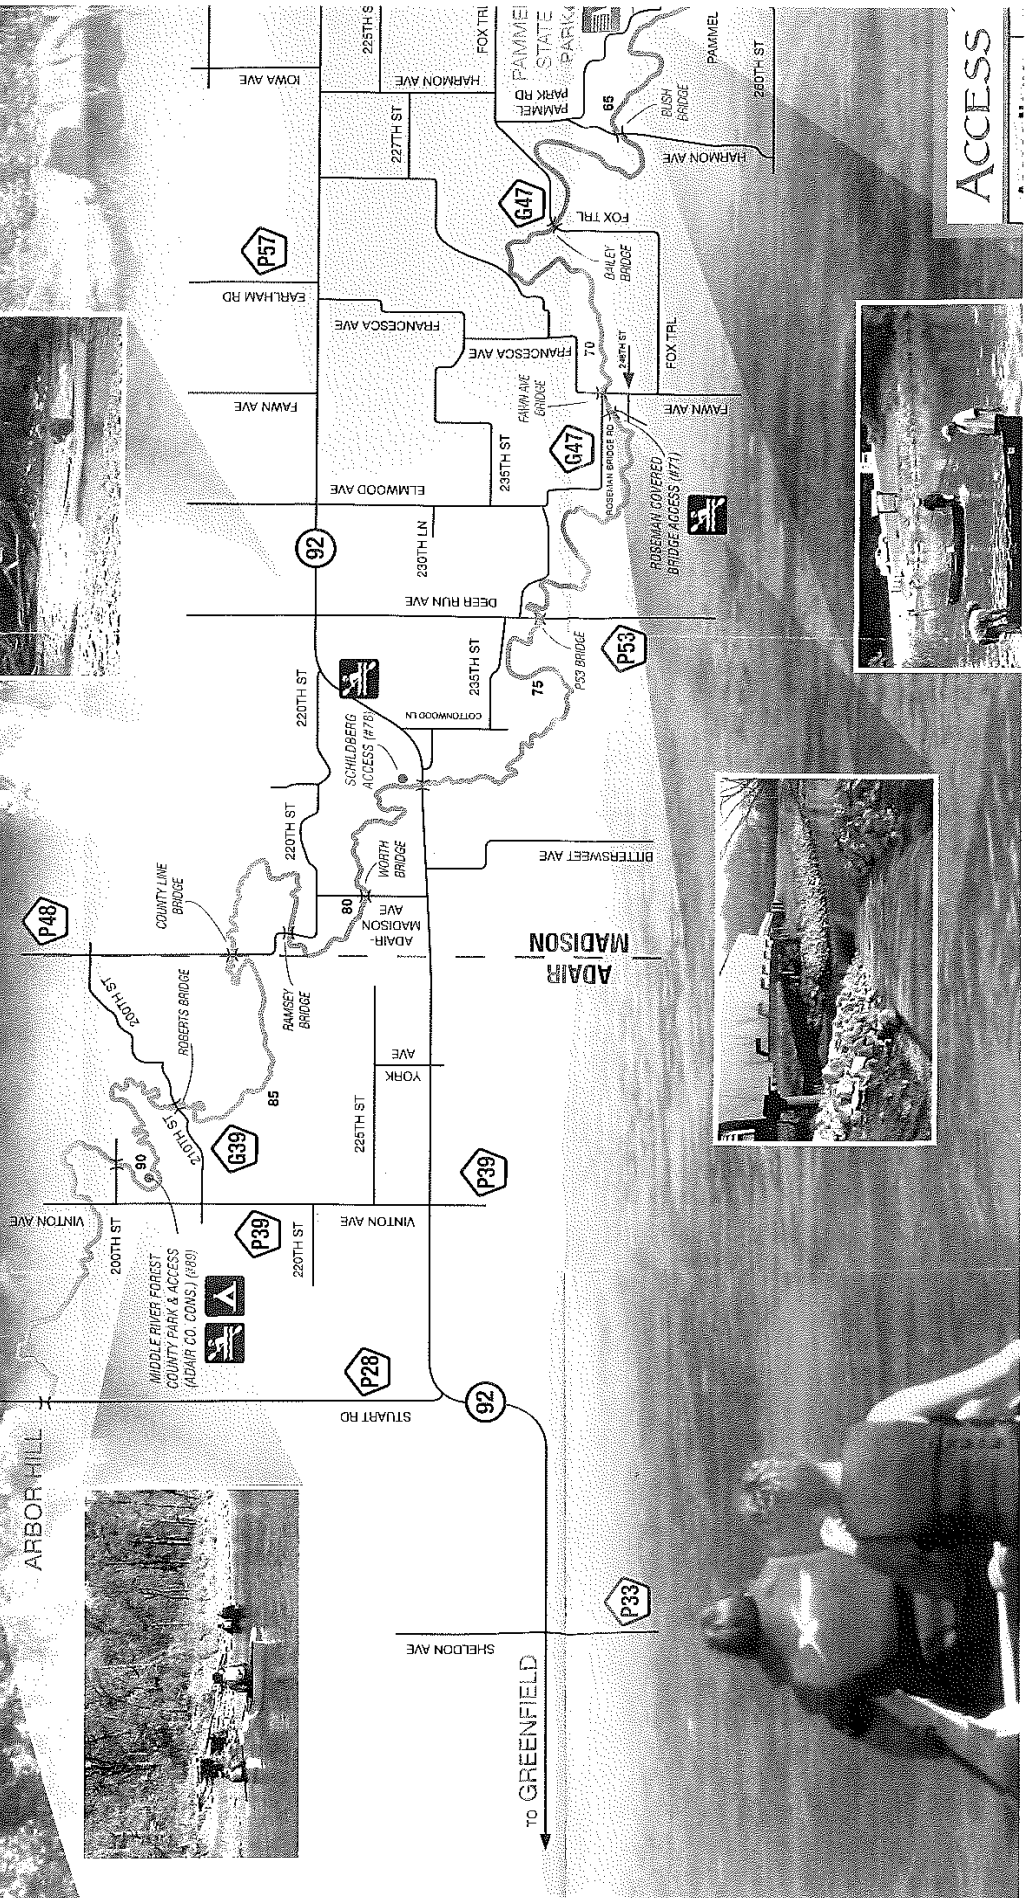 ARBOR HILL
TO GREENFIELD
SHELDON AVE
P33
STUART RD
P28
92
MIDDLE RIVER FOREST
COUNTY PARK & ACCESS
(ADAIR CO. CONS.) (#89)
VINTON AVE
200TH ST
90
P39
220TH ST
VINTON AVE
P39
210TH ST
G39
225TH ST
YORK
AVE
85
ROBERTS BRIDGE
200TH ST
P48
COUNTY LINE
BRIDGE
RAMSEY
BRIDGE
ADAIR
MADISON
ADAIR-
MADISON
AVE
80
WORTH
BRIDGE
220TH ST
BITTERSWEET AVE
SCHILDBERG
ACCESS (#78)
220TH ST
COTTONWOOD LN
235TH ST
75
P53 BRIDGE
P53
DEER RUN AVE
92
230TH LN
ELMWOOD AVE
235TH ST
G47
ROSEMAN BRIDGE RD
ROSEMAN COVERED
BRIDGE ACCESS (#71)
FAWN AVE
FAWN AVE
BRIDGE
FAWN AVE
248TH ST
70
FOX TRL
FRANCESCA AVE
FRANCESCA AVE
EARLHAM RD
P57
BAILEY
BRIDGE
FOX TRL
G47
227TH ST
HARMON AVE
IOWA AVE
225TH S
FOX TRL
HARMON AVE
BUSH
BRIDGE
65
PAMMEL
PARK RD
PAMMEL
STATE
PARK
PAMMEL
260TH ST
ACCESS